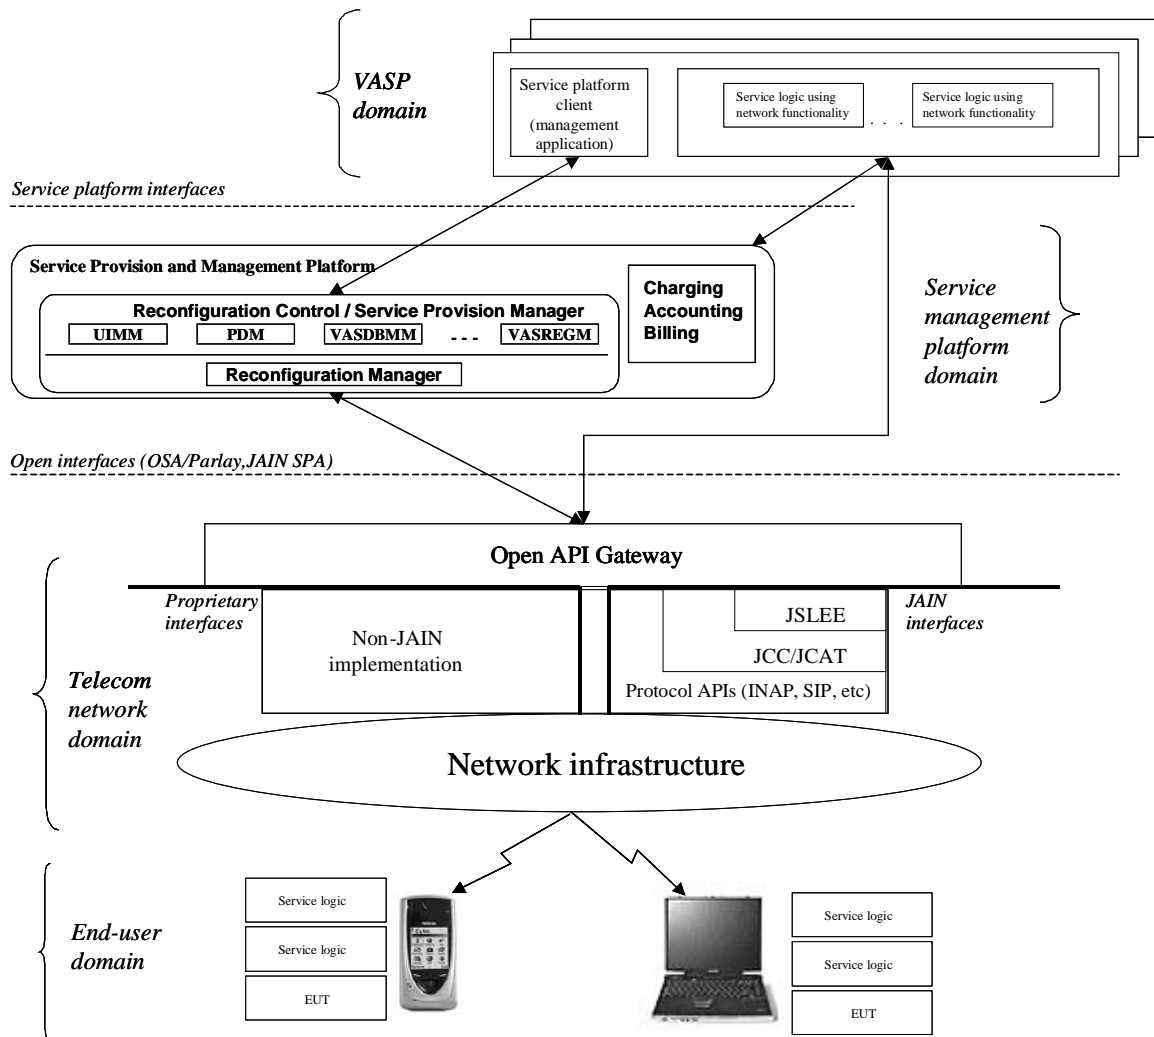 VASP
domain
Service platform
client
(management
application)
Service logic using
network functionality
. . .
Service logic using
network functionality
Service platform interfaces
Service Provision and Management Platform
Reconfiguration Control / Service Provision Manager
UIMM
PDM
VASDBMM
- - -
VASREGM
Reconfiguration Manager
Charging
Accounting
Billing
Service
management
platform
domain
Open interfaces (OSA/Parlay,JAIN SPA)
Open API Gateway
Proprietary
interfaces
Non-JAIN
implementation
JSLEE
JCC/JCAT
Protocol APIs (INAP, SIP, etc)
JAIN
interfaces
Telecom
network
domain
Network infrastructure
End-user
domain
Service logic
Service logic
EUT
Service logic
Service logic
EUT